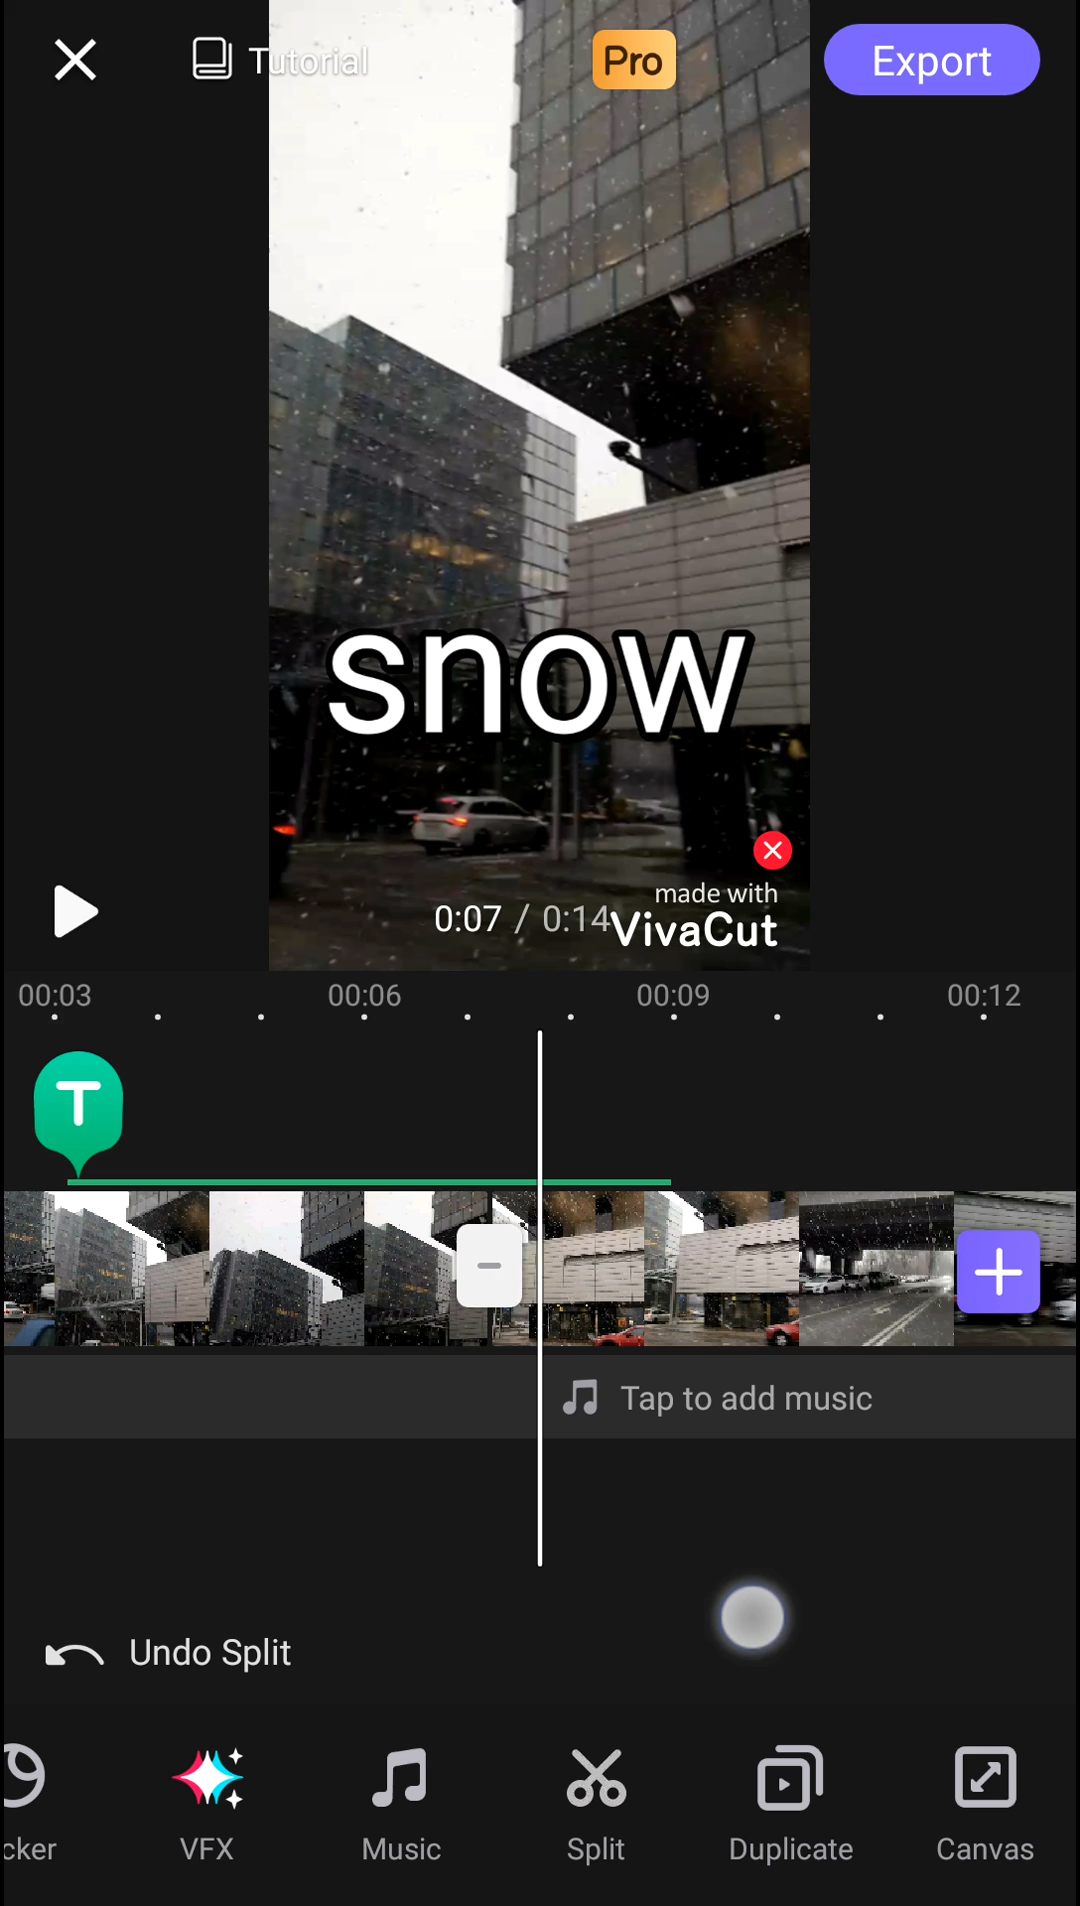 Tutorial
Pro
Export
snow
made with
VivaCut
0:07 / 0:14
00:03
00:06
00:09
00:12
T
Tap to add music
Undo Split
cker
VFX
Music
Split
Duplicate
Canvas